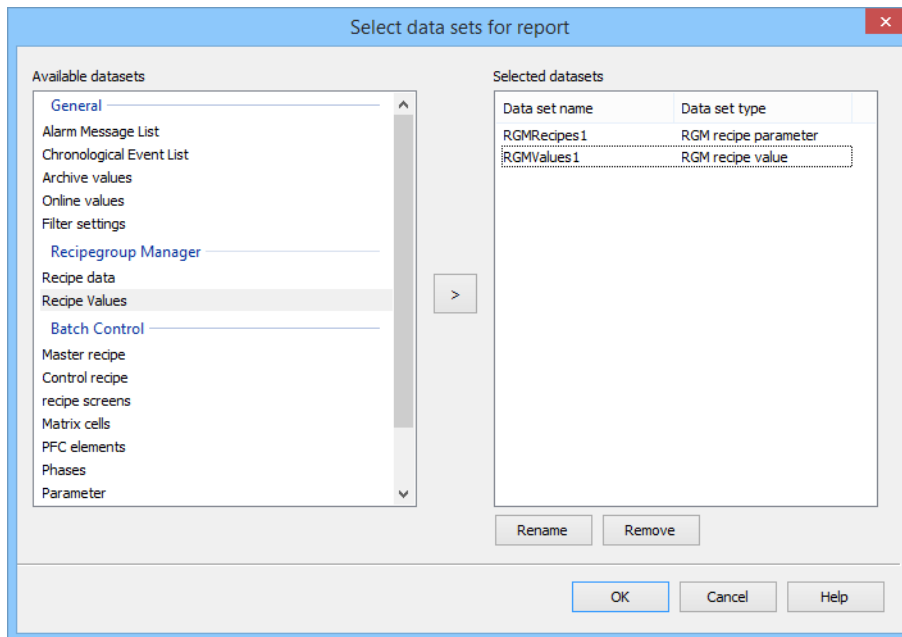 Select data sets for report
Available datasets
General
Alarm Message List
Chronological Event List
Archive values
Online values
Filter settings
Recipegroup Manager
Recipe data
Recipe Values
Batch Control
Master recipe
Control recipe
recipe screens
Matrix cells
PFC elements
Phases
Parameter
>
Selected datasets
Data set name Data set type
RGMRecipes1 RGM recipe parameter
RGMValues1 RGM recipe value
Rename Remove
OK Cancel Help